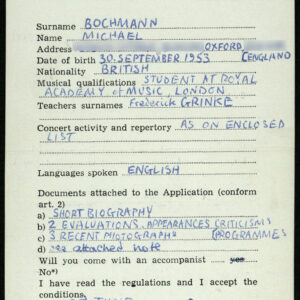 Surname BOCHMANN
Name MICHAEL
Address OXFORD,
Date of birth 30. SEPTEMBER 1953 (ENGLAND
Nationality BRITISH
Musical qualifications STUDENT AT ROYAL
ACADEMY OF MUSIC, LONDON
Teachers surnames Frederick GRINKE
Concert activity and repertory AS ON ENCLOSED
LIST
Languages spoken ENGLISH
Documents attached to the Application (conform
art. 2)
a) SHORT BIOGRAPHY
b) 2 EVALUATIONS, APPEARANCES CRITICISMS
c) 3 RECENT PHOTOGRAPHS (PROGRAMMES
d) see attached note
Will you come with an accompanist yes
No*)
I have read the regulations and I accept the
conditions